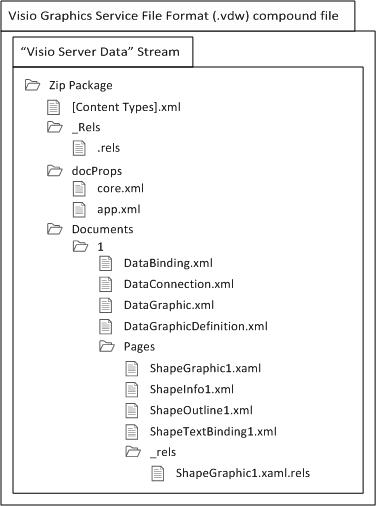 Visio Graphics Service File Format (.vdw) compound file
“Visio Server Data” Stream
Zip Package
[Content Types].xml
_Rels
.rels
docProps
core.xml
app.xml
Documents
1
DataBinding.xml
DataConnection.xml
DataGraphic.xml
DataGraphicDefinition.xml
Pages
ShapeGraphic1.xaml
ShapeInfo1.xml
ShapeOutline1.xml
ShapeTextBinding1.xml
_rels
ShapeGraphic1.xaml.rels